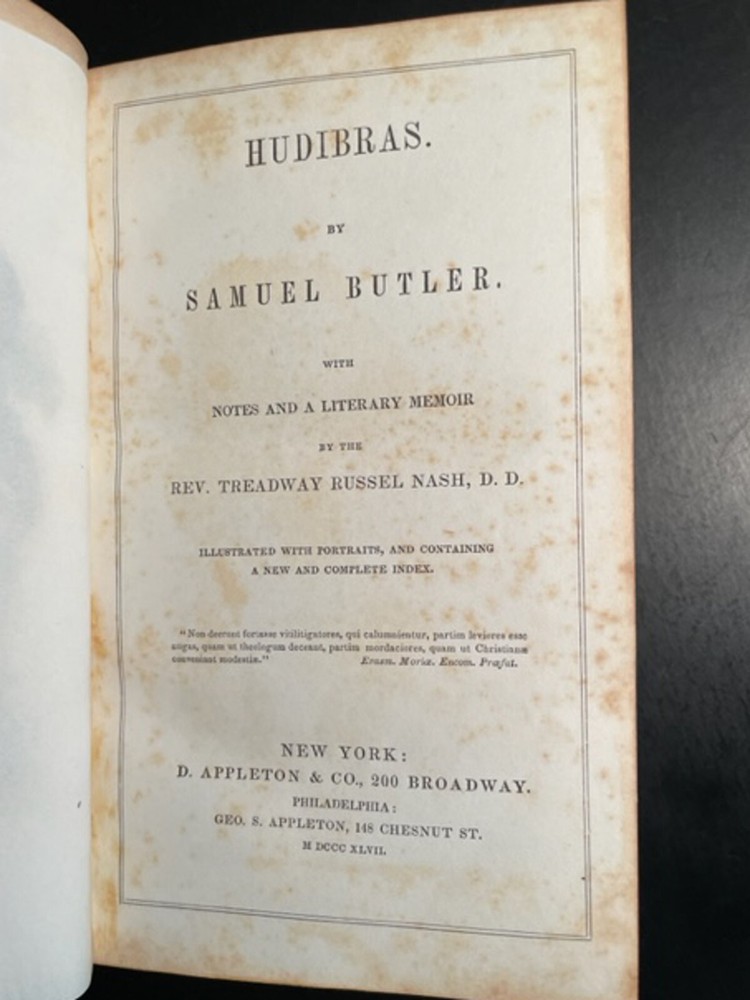 HUDIBRAS.
BY
SAMUEL BUTLER.
WITH
NOTES AND A LITERARY MEMOIR
BY THE
REV. TREADWAY RUSSEL NASH, D. D.
ILLUSTRATED WITH PORTRAITS, AND CONTAINING
A NEW AND COMPLETE INDEX.
"Non deerunt fortasse vitilitigatores, qui calumnientur, partim leviores esse
nugas, quam ut theologum deceant, partim mordaciores, quam ut Christianæ
conveniant modestiæ." Erasm. Moriæ. Encom. Præfat.
NEW YORK:
D. APPLETON & CO., 200 BROADWAY.
PHILADELPHIA:
GEO. S. APPLETON, 148 CHESNUT ST.
M DCCC XLVII.